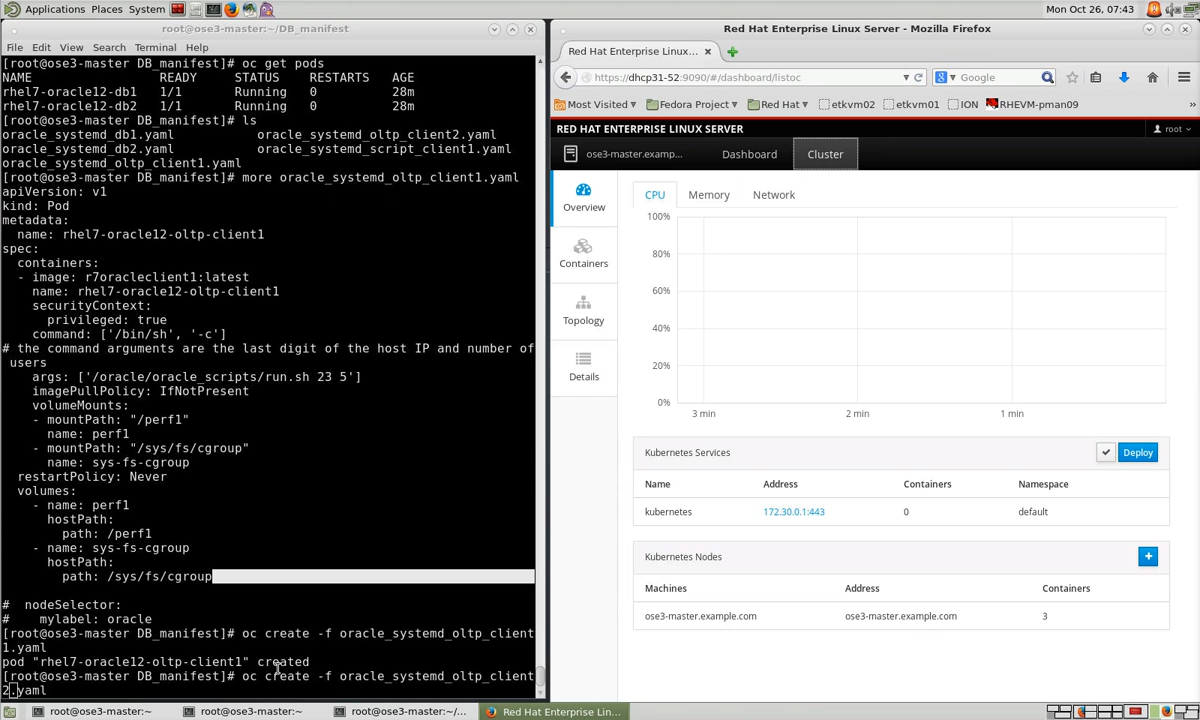 Applications Places System
Mon Oct 26, 07:43
root@ose3-master:~/DB_manifest
File Edit View Search Terminal Help
[root@ose3-master DB_manifest]# oc get pods
NAME READY STATUS RESTARTS AGE
rhel7-oracle12-db1 1/1 Running 0 28m
rhel7-oracle12-db2 1/1 Running 0 28m
[root@ose3-master DB_manifest]# ls
oracle_systemd_db1.yaml oracle_systemd_oltp_client2.yaml
oracle_systemd_db2.yaml oracle_systemd_script_client1.yaml
oracle_systemd_oltp_client1.yaml
[root@ose3-master DB_manifest]# more oracle_systemd_oltp_client1.yaml
apiVersion: v1
kind: Pod
metadata:
name: rhel7-oracle12-oltp-client1
spec:
containers:
- image: r7oracleclient1:latest
name: rhel7-oracle12-oltp-client1
securityContext:
privileged: true
command: ['/bin/sh', '-c']
# the command arguments are the last digit of the host IP and number of
users
args: ['/oracle/oracle_scripts/run.sh 23 5']
imagePullPolicy: IfNotPresent
volumeMounts:
- mountPath: "/perf1"
name: perf1
- mountPath: "/sys/fs/cgroup"
name: sys-fs-cgroup
restartPolicy: Never
volumes:
- name: perf1
hostPath:
path: /perf1
- name: sys-fs-cgroup
hostPath:
path: /sys/fs/cgroup
# nodeSelector:
# mylabel: oracle
[root@ose3-master DB_manifest]# oc create -f oracle_systemd_oltp_client
1.yaml
pod "rhel7-oracle12-oltp-client1" created
[root@ose3-master DB_manifest]# oc create -f oracle_systemd_oltp_client
2.yaml
Red Hat Enterprise Linux Server - Mozilla Firefox
Red Hat Enterprise Linux...
https://dhcp31-52:9090/#/dashboard/listoc
Google
Most Visited Fedora Project Red Hat etkvm02 etkvm01 ION RHEVM-pman09 »
RED HAT ENTERPRISE LINUX SERVER
root
ose3-master.examp... Dashboard Cluster
Overview
Containers
Topology
Details
CPU Memory Network
100%
80%
60%
40%
20%
0%
3 min 2 min 1 min
Kubernetes Services
Deploy
Name Address Containers Namespace
kubernetes 172.30.0.1:443 0 default
Kubernetes Nodes
Machines Address Containers
ose3-master.example.com ose3-master.example.com 3
root@ose3-master:~
root@ose3-master:~
root@ose3-master:~/...
Red Hat Enterprise Lin...